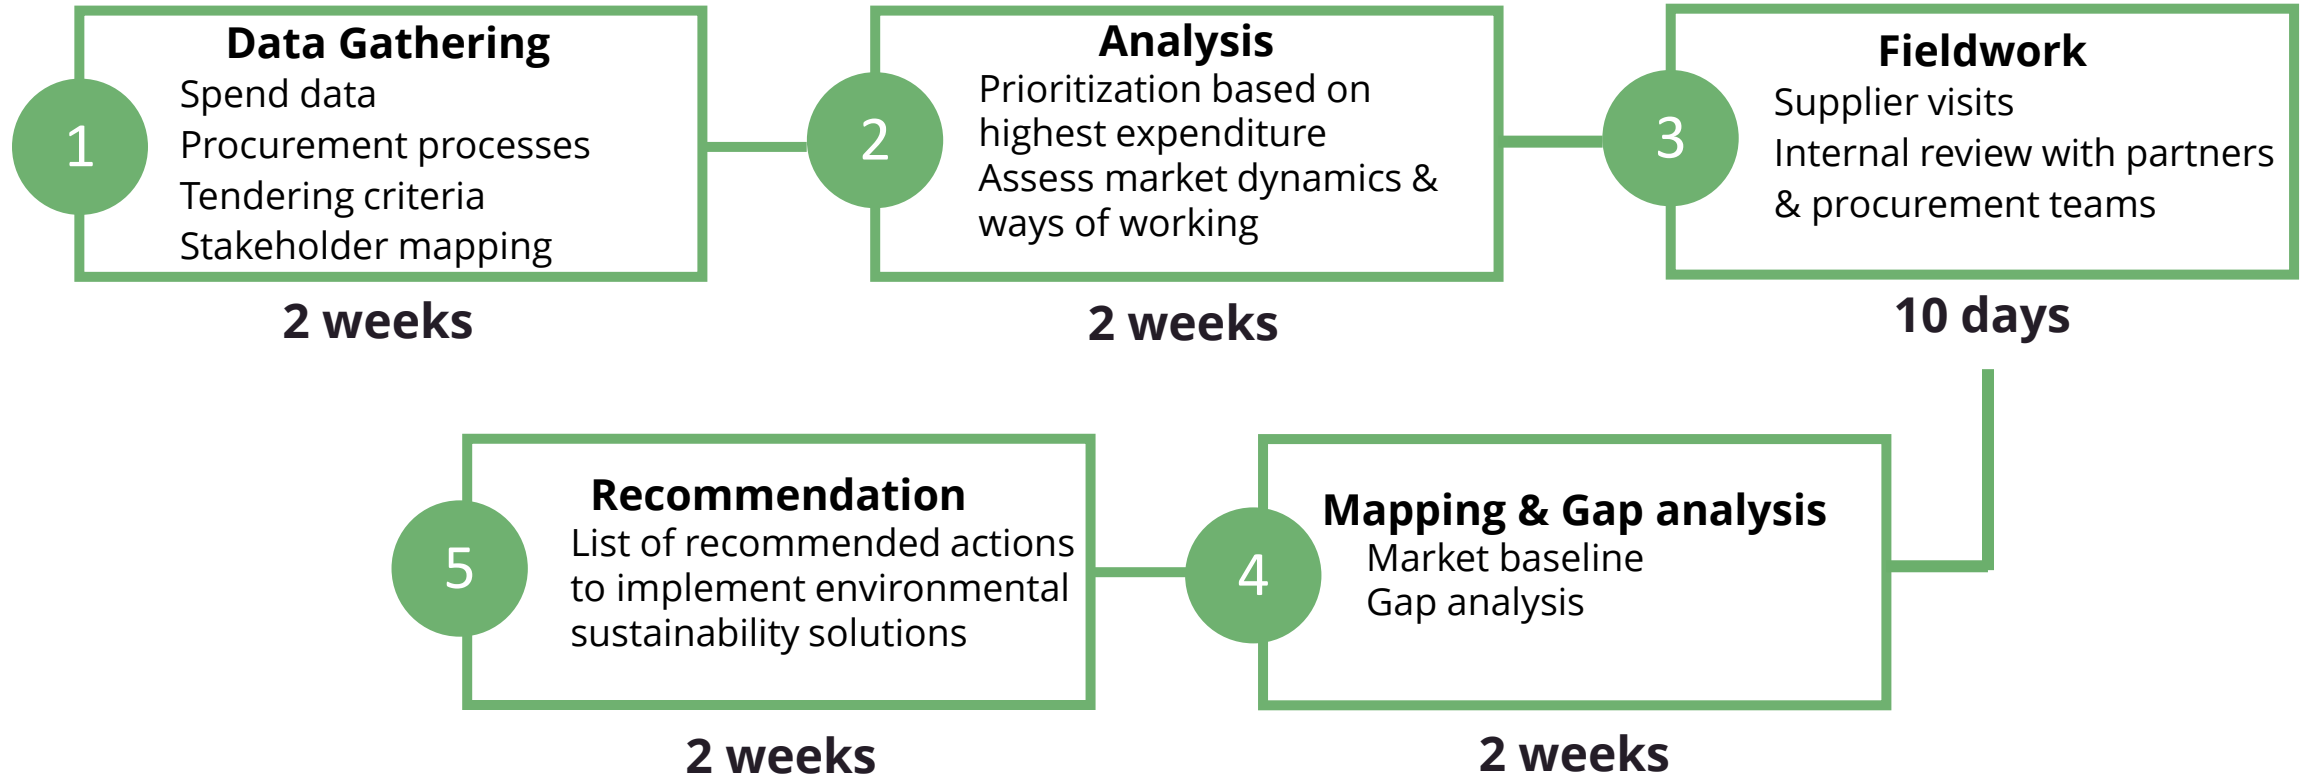 1
Data Gathering
Spend data
Procurement processes
Tendering criteria
Stakeholder mapping
2 weeks
2
Analysis
Prioritization based on
highest expenditure
Assess market dynamics &
ways of working
2 weeks
3
Fieldwork
Supplier visits
Internal review with partners
& procurement teams
10 days
4
Mapping & Gap analysis
Market baseline
Gap analysis
2 weeks
5
Recommendation
List of recommended actions
to implement environmental
sustainability solutions
2 weeks